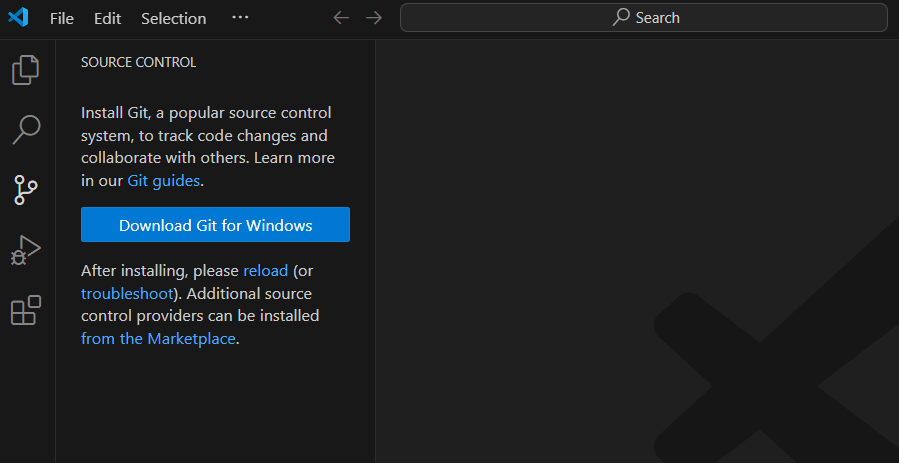 File Edit Selection ···
Search
SOURCE CONTROL
Install Git, a popular source control
system, to track code changes and
collaborate with others. Learn more
in our Git guides.
Download Git for Windows
After installing, please reload (or
troubleshoot). Additional source
control providers can be installed
from the Marketplace.